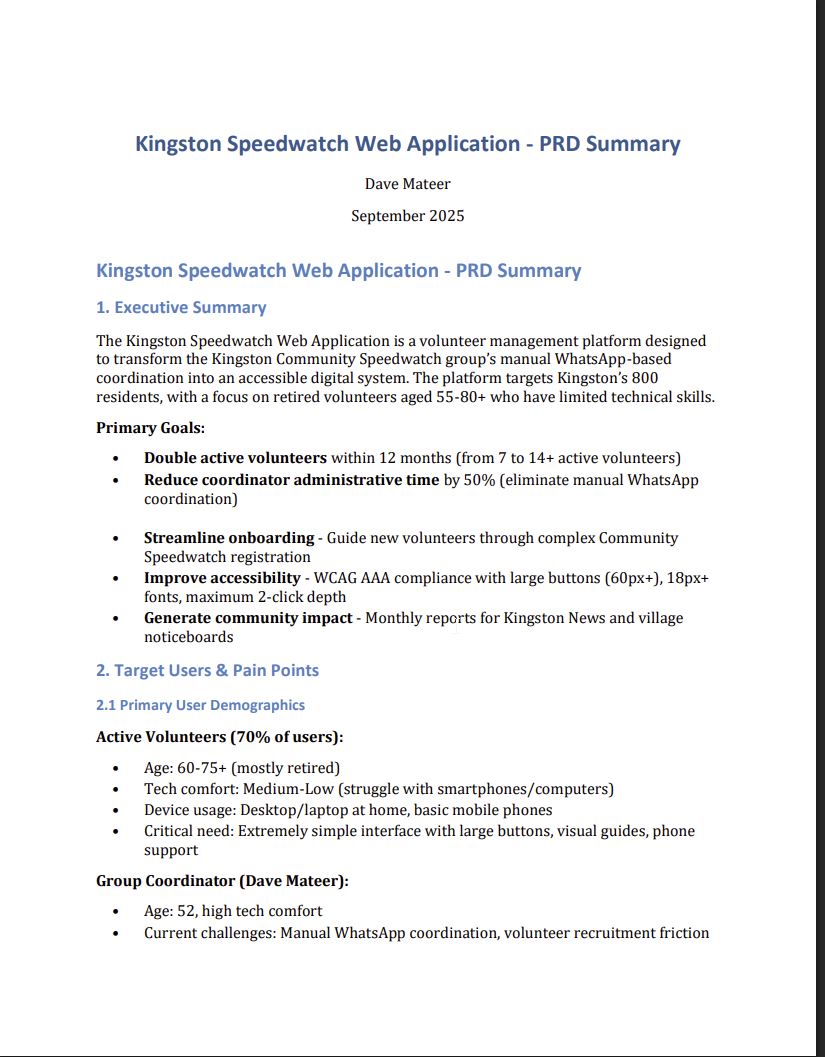 Kingston Speedwatch Web Application - PRD Summary
Dave Mateer
September 2025
Kingston Speedwatch Web Application - PRD Summary
1. Executive Summary
The Kingston Speedwatch Web Application is a volunteer management platform designed
to transform the Kingston Community Speedwatch group’s manual WhatsApp-based
coordination into an accessible digital system. The platform targets Kingston’s 800
residents, with a focus on retired volunteers aged 55-80+ who have limited technical skills.
Primary Goals:
• Double active volunteers within 12 months (from 7 to 14+ active volunteers)
• Reduce coordinator administrative time by 50% (eliminate manual WhatsApp
coordination)
• Streamline onboarding - Guide new volunteers through complex Community
Speedwatch registration
• Improve accessibility - WCAG AAA compliance with large buttons (60px+), 18px+
fonts, maximum 2-click depth
• Generate community impact - Monthly reports for Kingston News and village
noticeboards
2. Target Users & Pain Points
2.1 Primary User Demographics
Active Volunteers (70% of users):
• Age: 60-75+ (mostly retired)
• Tech comfort: Medium-Low (struggle with smartphones/computers)
• Device usage: Desktop/laptop at home, basic mobile phones
• Critical need: Extremely simple interface with large buttons, visual guides, phone
support
Group Coordinator (Dave Mateer):
• Age: 52, high tech comfort
• Current challenges: Manual WhatsApp coordination, volunteer recruitment friction